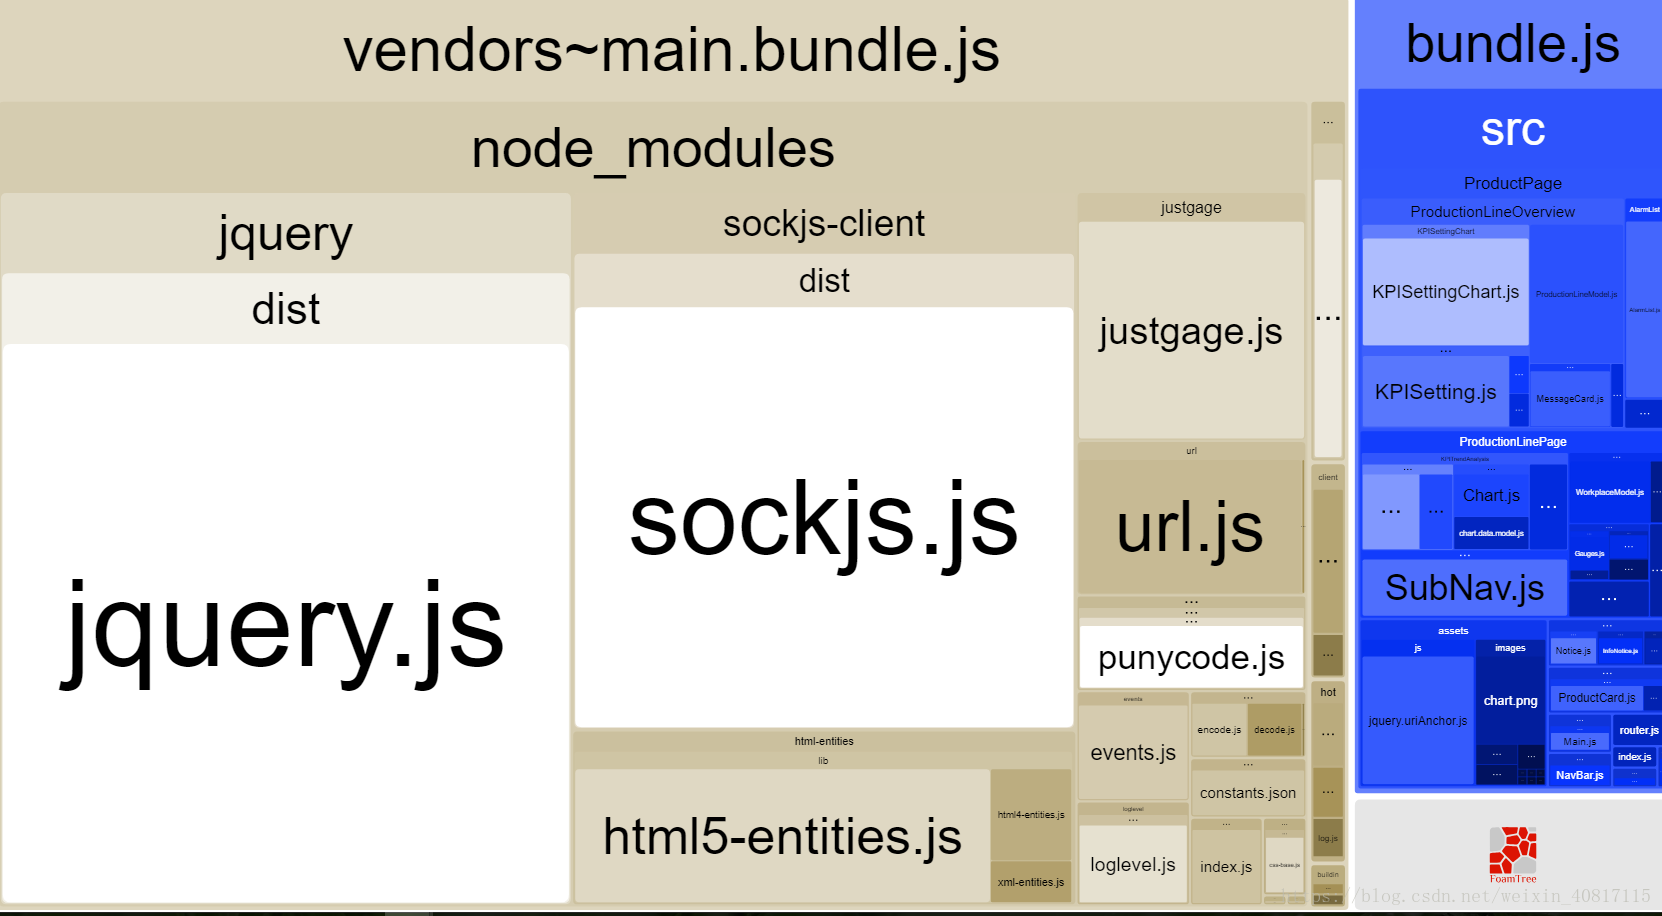 vendors~main.bundle.js
node_modules
jquery
dist
jquery.js
sockjs-client
dist
sockjs.js
html-entities
lib
html5-entities.js
html4-entities.js
xml-entities.js
justgage
justgage.js
url
url.js
...
...
...
punycode.js
events
events.js
...
encode.js
decode.js
...
constants.json
loglevel
...
loglevel.js
...
index.js
...
...
css-base.js
...
...
client
...
...
hot
...
...
log.js
buildin
...
bundle.js
src
ProductPage
ProductionLineOverview
KPISettingChart
KPISettingChart.js
...
KPISetting.js
...
...
ProductionLineModel.js
...
MessageCard.js
...
AlarmList
AlarmList.js
...
ProductionLinePage
KPITrendAnalysis
...
...
...
...
Chart.js
chart.data.model.js
...
...
SubNav.js
...
WorkplaceModel.js
...
...
Gauges.js
...
...
...
...
...
assets
js
jquery.uriAnchor.js
images
chart.png
...
...
...
...
...
Notice.js
InfoNotice.js
...
...
...
ProductCard.js
...
...
...
Main.js
router.js
...
NavBar.js
index.js
...
...
FoamTree
//blog.csdn.net/weixin_40817115